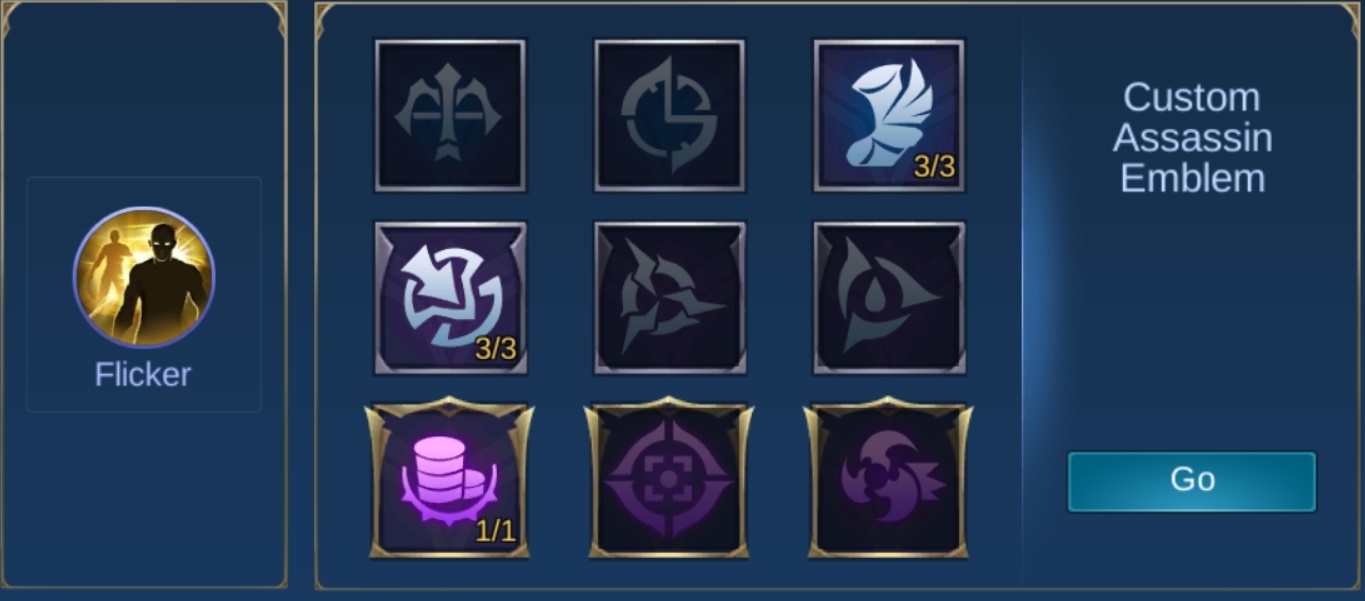 Flicker
3/3
3/3
1/1
Custom
Assassin
Emblem
Go